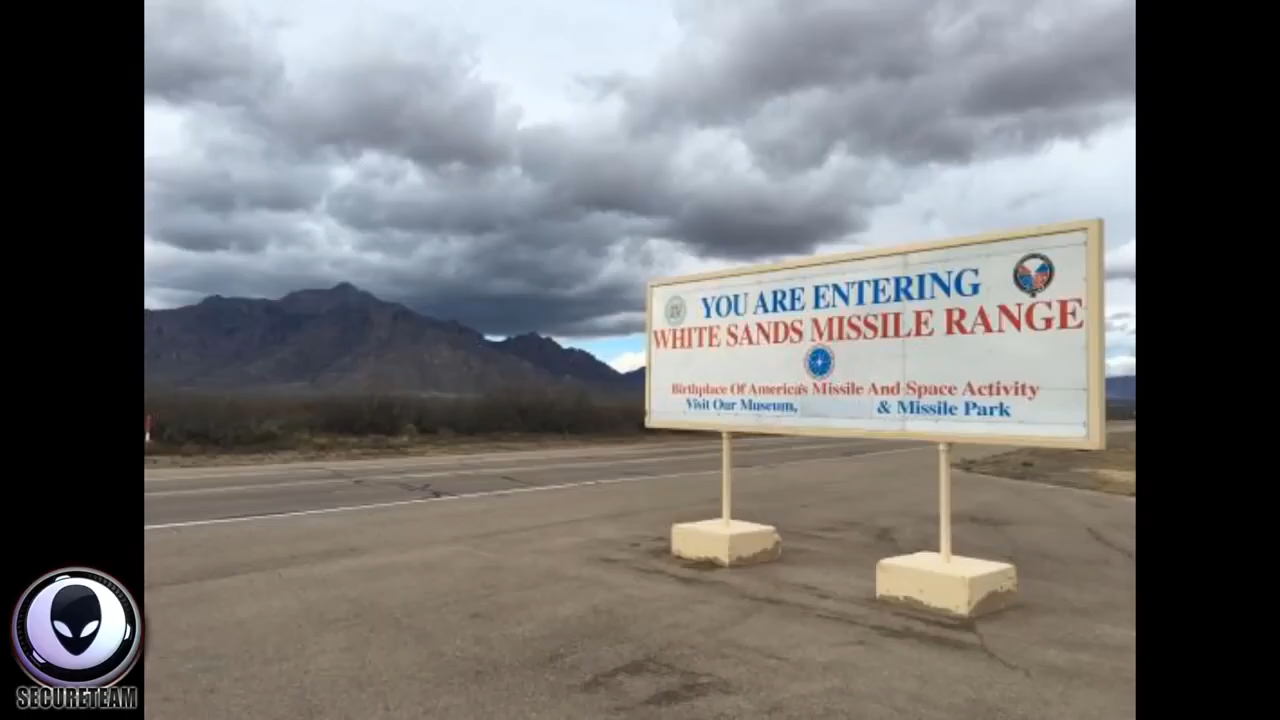 YOU ARE ENTERING
WHITE SANDS MISSILE RANGE
Birthplace Of America's Missile And Space Activity
Visit Our Museum, & Missile Park
SECURETEAM